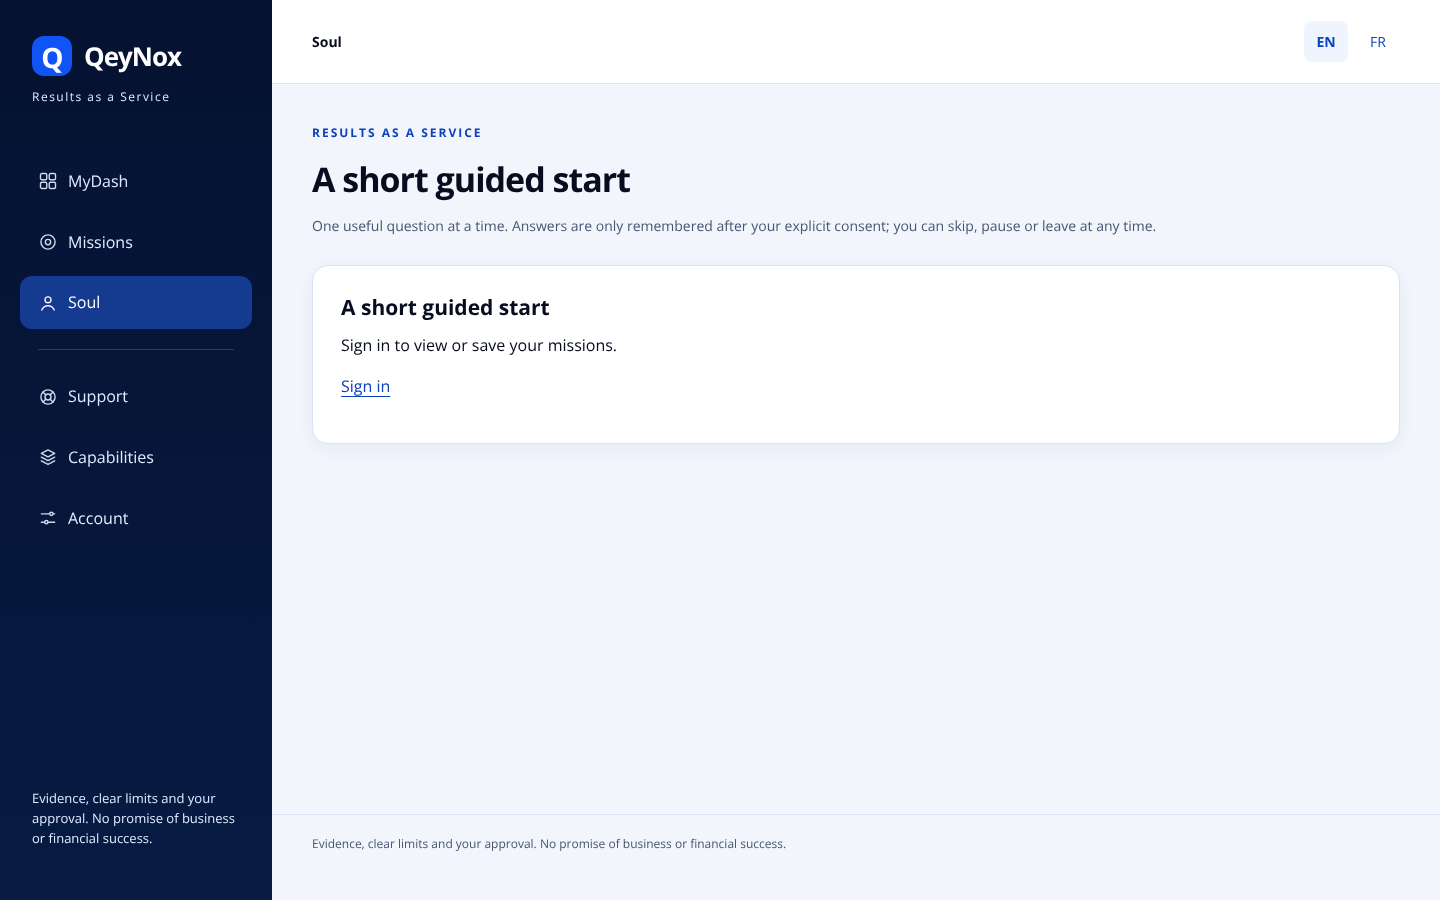 Q QeyNox
Results as a Service
MyDash
Missions
Soul
Support
Capabilities
Account
Evidence, clear limits and your
approval. No promise of business
or financial success.
Soul
EN FR
RESULTS AS A SERVICE
A short guided start
One useful question at a time. Answers are only remembered after your explicit consent; you can skip, pause or leave at any time.
A short guided start
Sign in to view or save your missions.
Sign in
Evidence, clear limits and your approval. No promise of business or financial success.